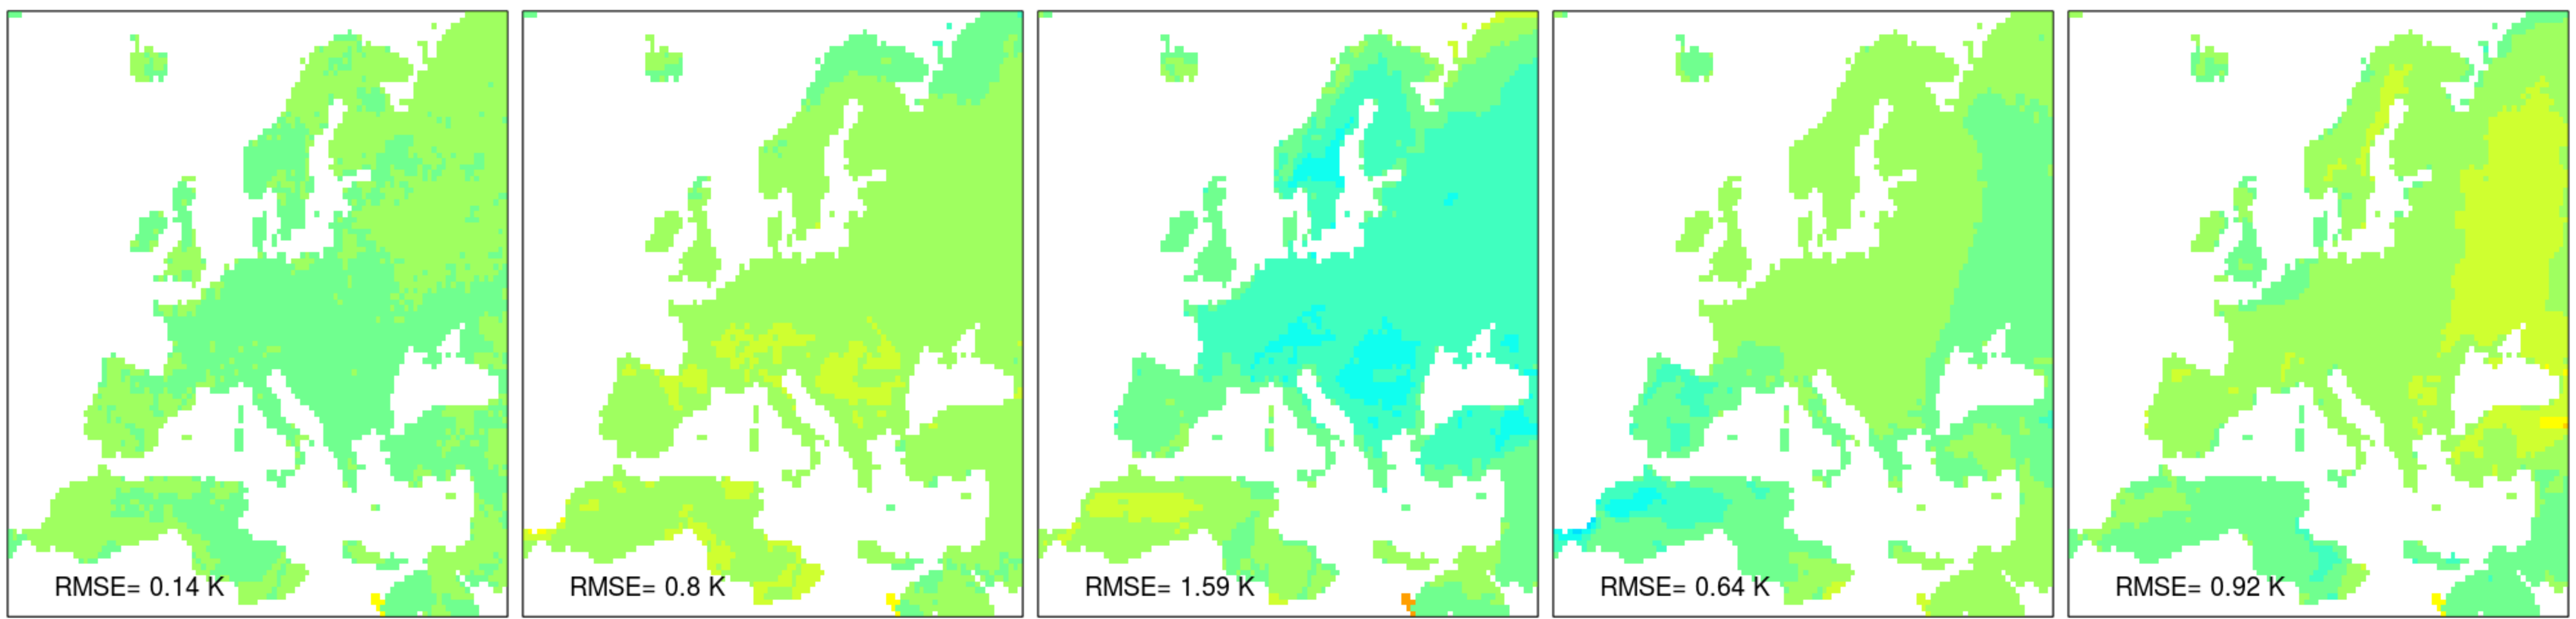 RMSE= 0.14 K
RMSE= 0.8 K
RMSE= 1.59 K
RMSE= 0.64 K
RMSE= 0.92 K